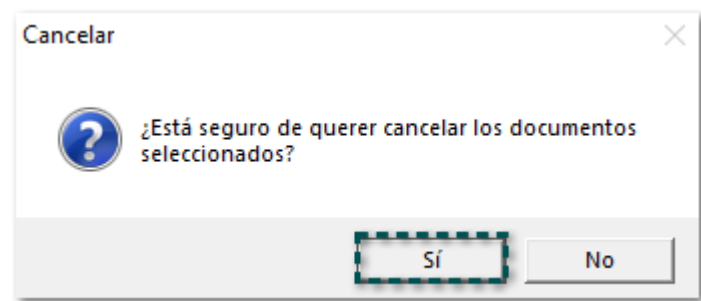 Cancelar
¿Está seguro de querer cancelar los documentos
seleccionados?
Sí
No